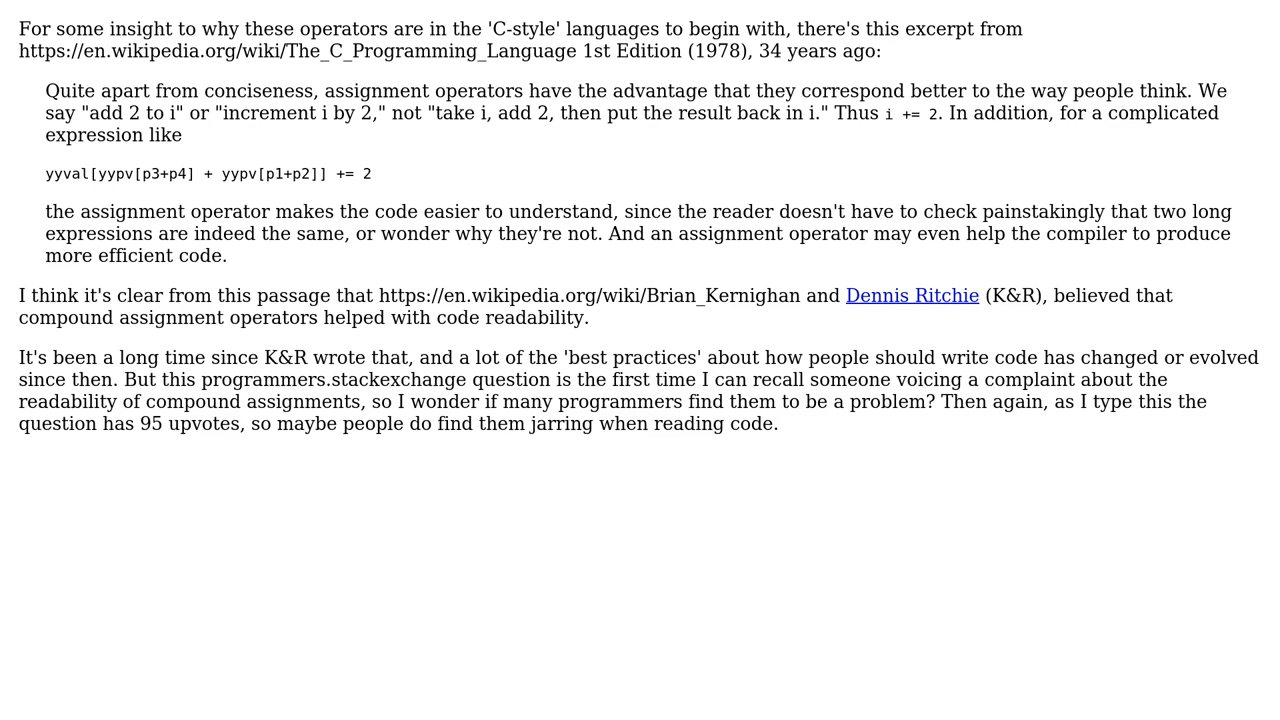 For some insight to why these operators are in the 'C-style' languages to begin with, there's this excerpt from
https://en.wikipedia.org/wiki/The_C_Programming_Language 1st Edition (1978), 34 years ago:
Quite apart from conciseness, assignment operators have the advantage that they correspond better to the way people think. We
say "add 2 to i" or "increment i by 2," not "take i, add 2, then put the result back in i." Thus i += 2. In addition, for a complicated
expression like
yyval[yypv[p3+p4] + yypv[p1+p2]] += 2
the assignment operator makes the code easier to understand, since the reader doesn't have to check painstakingly that two long
expressions are indeed the same, or wonder why they're not. And an assignment operator may even help the compiler to produce
more efficient code.
I think it's clear from this passage that https://en.wikipedia.org/wiki/Brian_Kernighan and Dennis Ritchie (K&R), believed that
compound assignment operators helped with code readability.
It's been a long time since K&R wrote that, and a lot of the 'best practices' about how people should write code has changed or evolved
since then. But this programmers.stackexchange question is the first time I can recall someone voicing a complaint about the
readability of compound assignments, so I wonder if many programmers find them to be a problem? Then again, as I type this the
question has 95 upvotes, so maybe people do find them jarring when reading code.